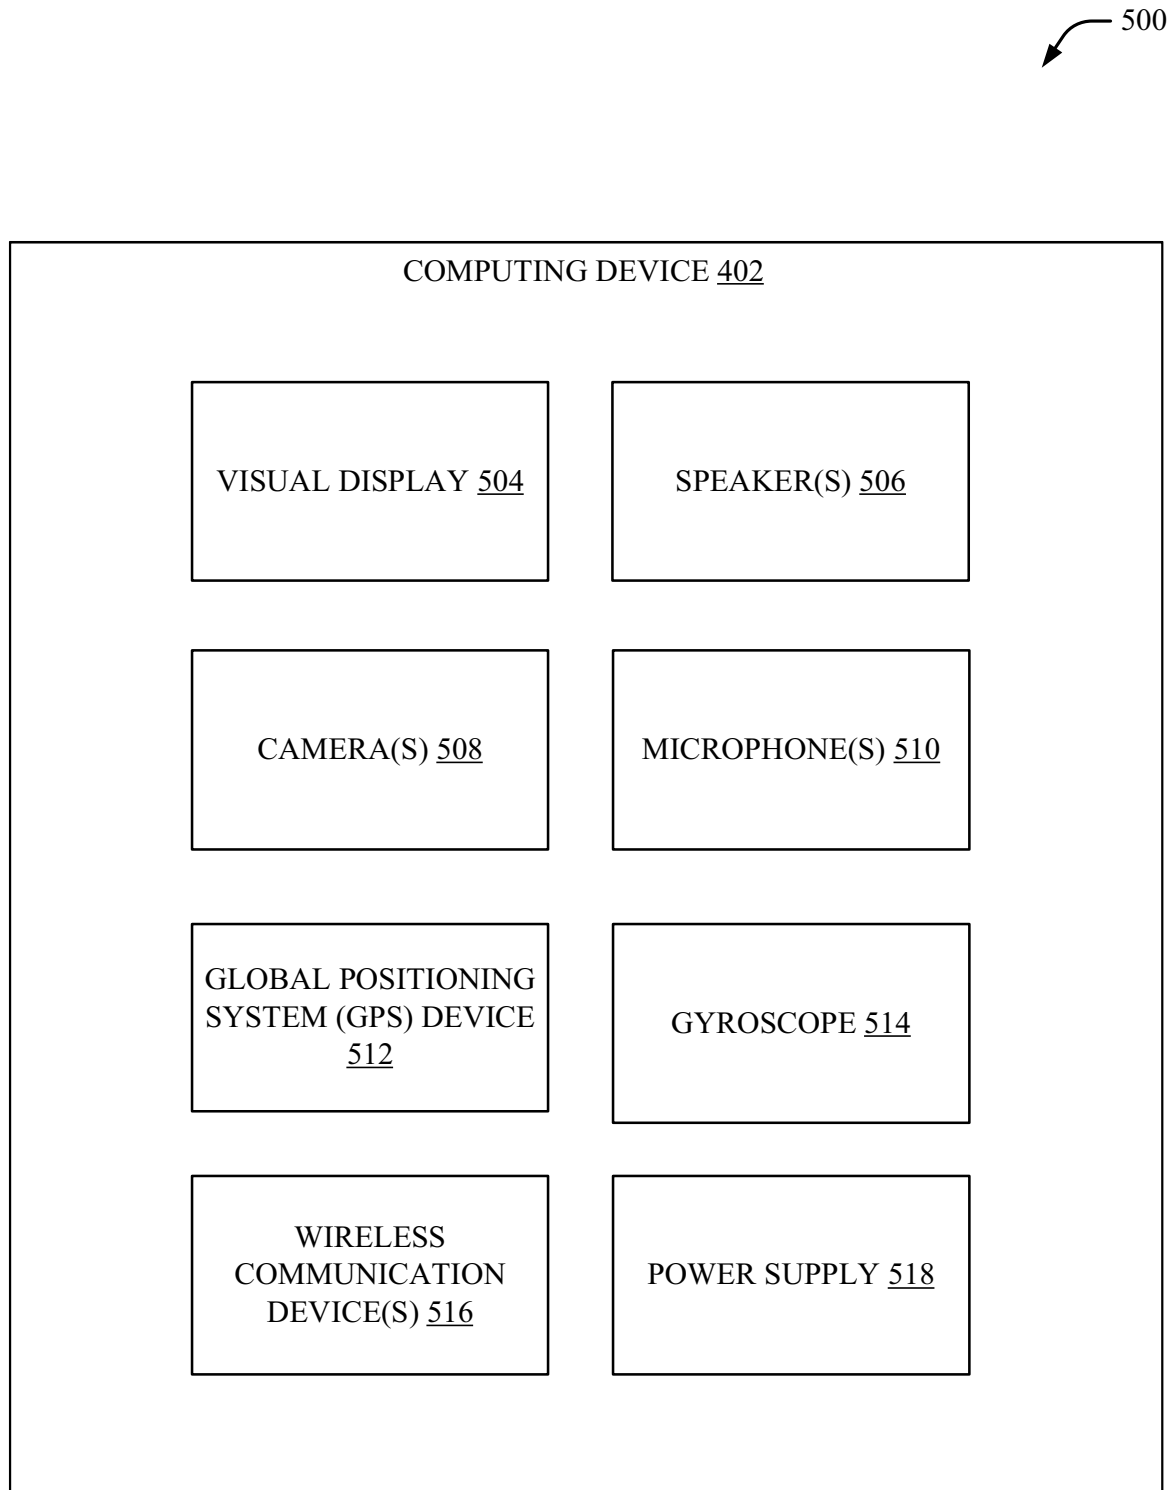 500
COMPUTING DEVICE 402
VISUAL DISPLAY 504
SPEAKER(S) 506
CAMERA(S) 508
MICROPHONE(S) 510
GLOBAL POSITIONING
SYSTEM (GPS) DEVICE
512
GYROSCOPE 514
WIRELESS
COMMUNICATION
DEVICE(S) 516
POWER SUPPLY 518